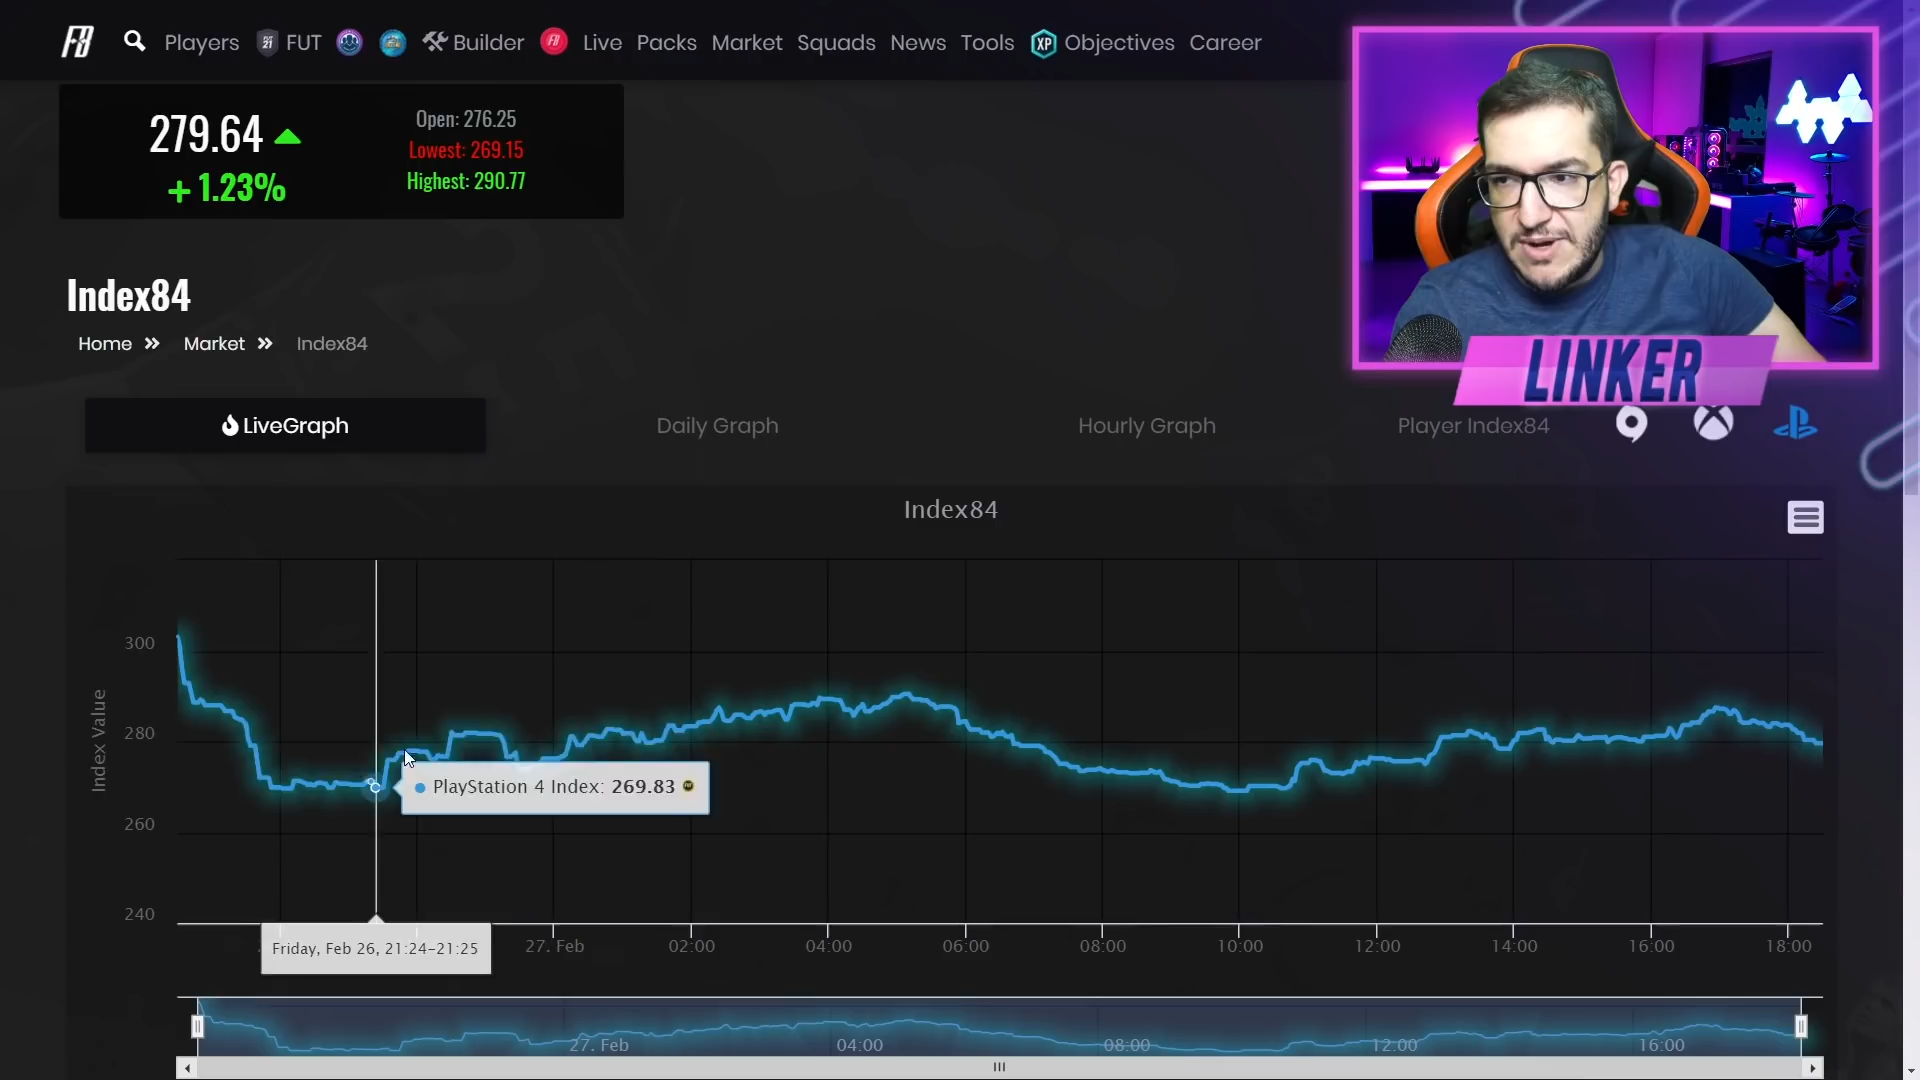 Players FUT Builder Live Packs Market Squads News Tools XP Objectives Career
279.64
+ 1.23%
Open: 276.25
Lowest: 269.15
Highest: 290.77
Index84
Home » Market » Index84
LINKER
LiveGraph
Daily Graph
Hourly Graph
Player Index84
Index84
Index Value
300
280
260
240
PlayStation 4 Index: 269.83
Friday, Feb 26, 21:24-21:25
27. Feb 02:00 04:00 06:00 08:00 10:00 12:00 14:00 16:00 18:00
27. Feb 04:00 08:00 12:00 16:00